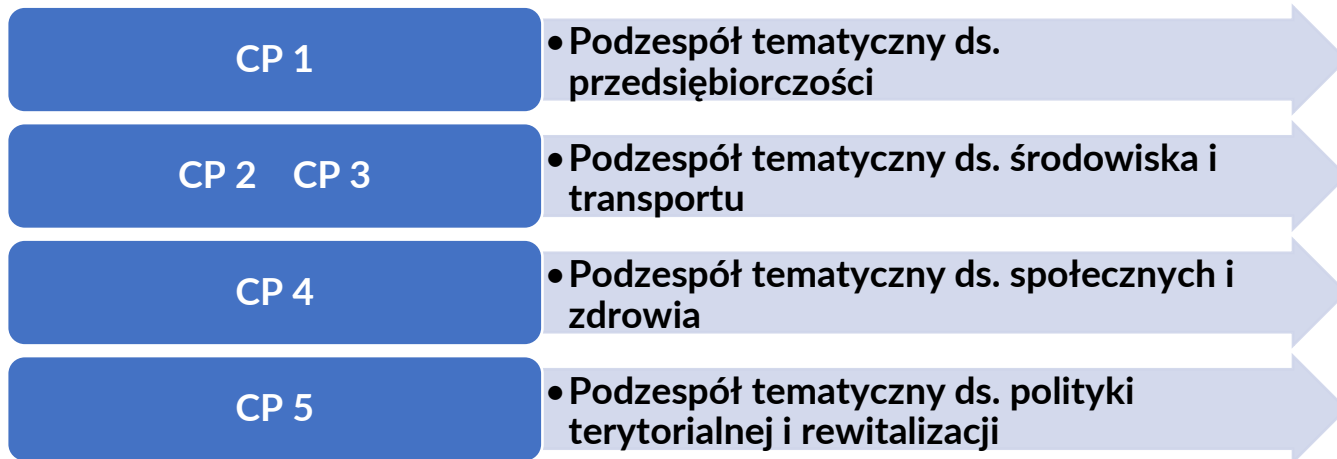 CP 1
• Podzespół tematyczny ds.
przedsiębiorczości
CP 2 CP 3
• Podzespół tematyczny ds. środowiska i
transportu
CP 4
• Podzespół tematyczny ds. społecznych i
zdrowia
CP 5
• Podzespół tematyczny ds. polityki
terytorialnej i rewitalizacji